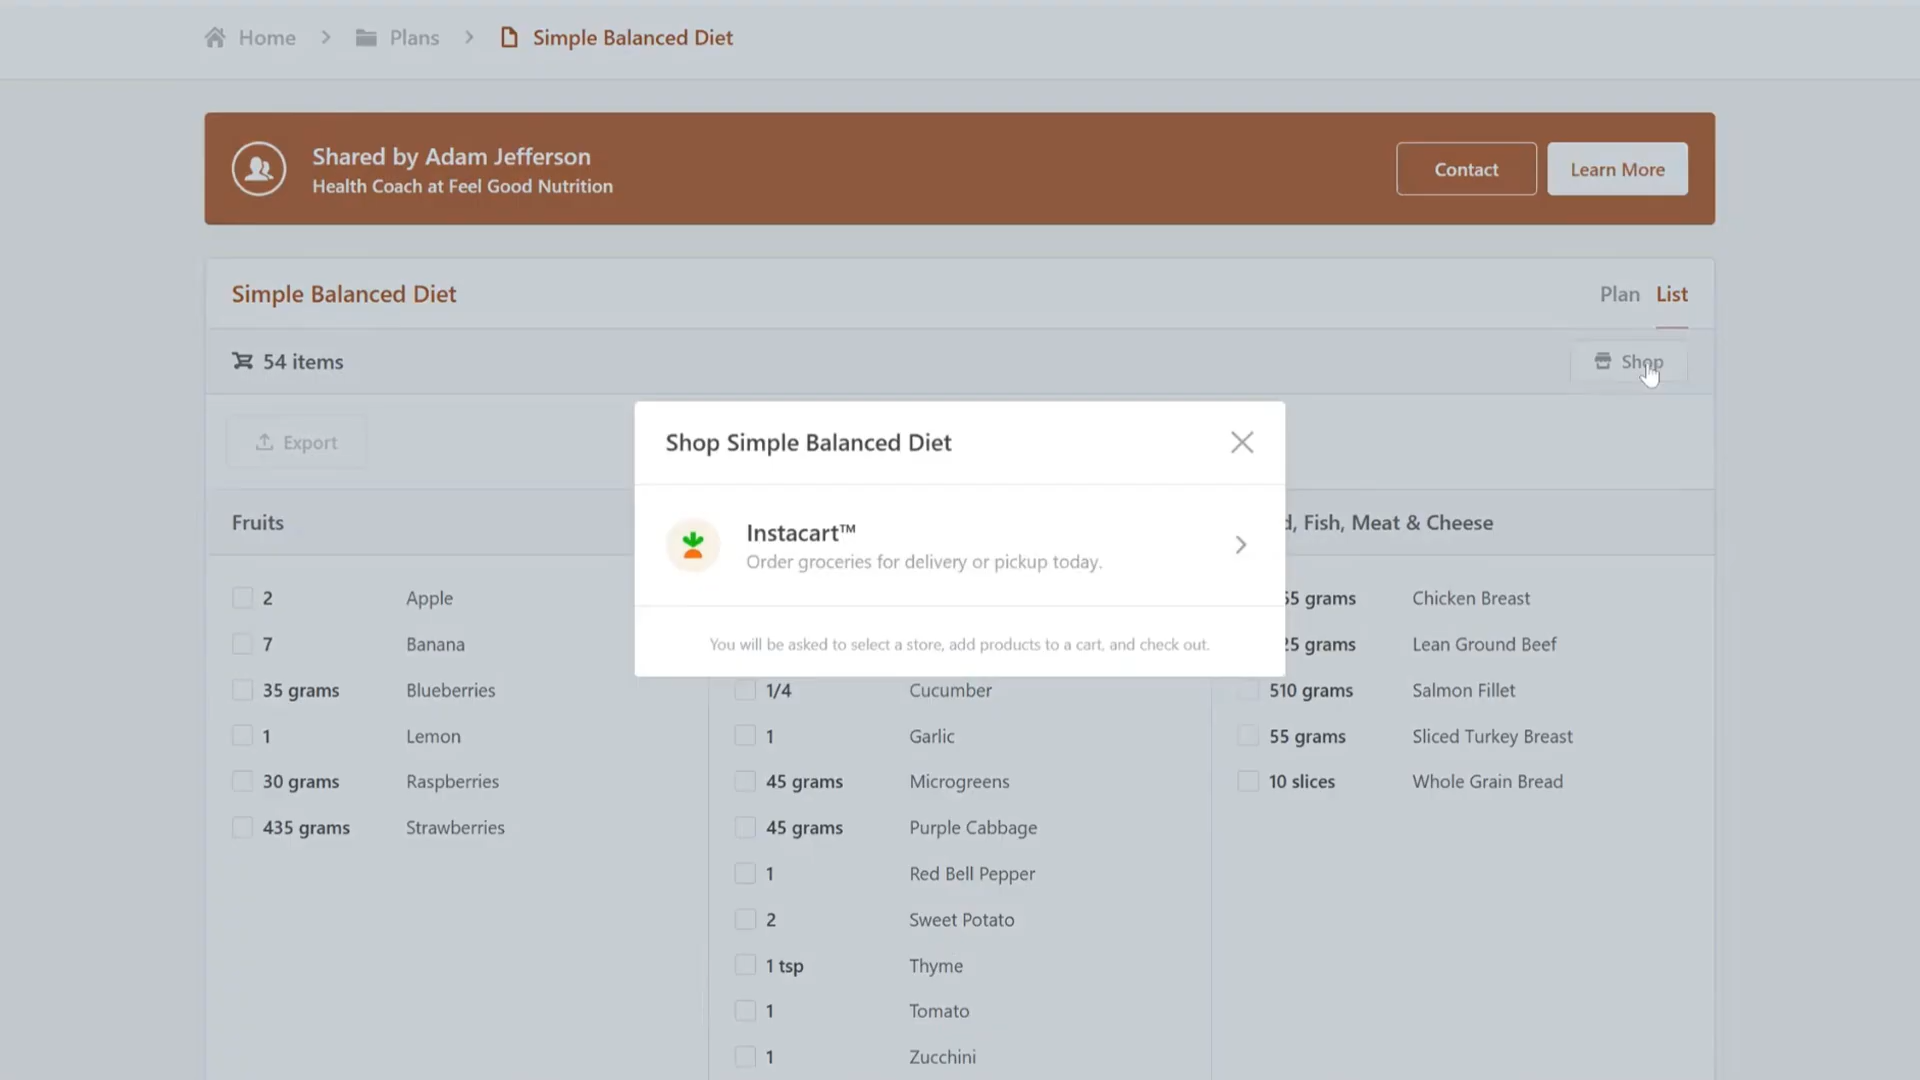 Home > Plans > Simple Balanced Diet
Shared by Adam Jefferson
Health Coach at Feel Good Nutrition
Contact
Learn More
Simple Balanced Diet
Plan List
54 items
Shop
Export
Shop Simple Balanced Diet
Instacart™
Order groceries for delivery or pickup today.
You will be asked to select a store, add products to a cart, and check out.
Fruits
2 Apple
7 Banana
35 grams Blueberries
1 Lemon
30 grams Raspberries
435 grams Strawberries
1/4 Cucumber
1 Garlic
45 grams Microgreens
45 grams Purple Cabbage
1 Red Bell Pepper
2 Sweet Potato
1 tsp Thyme
1 Tomato
1 Zucchini
, Fish, Meat & Cheese
grams Chicken Breast
grams Lean Ground Beef
510 grams Salmon Fillet
55 grams Sliced Turkey Breast
10 slices Whole Grain Bread